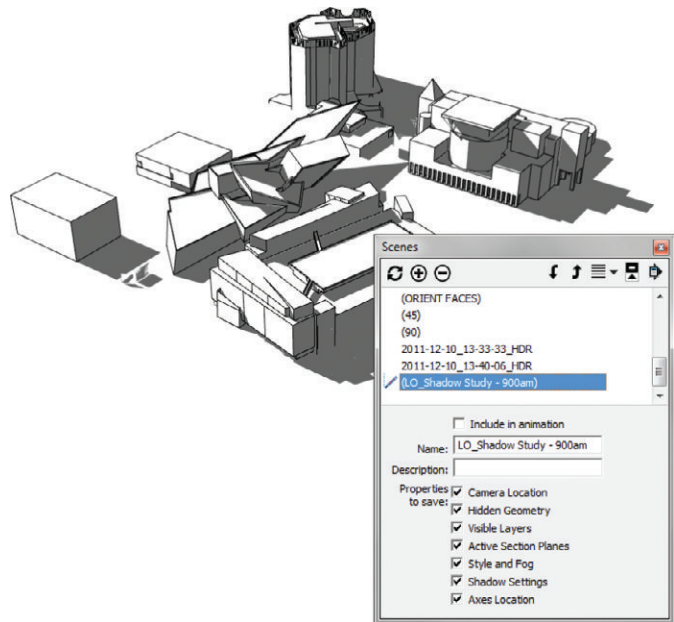 Scenes
(ORIENT FACES)
(45)
(90)
2011-12-10_13-33-33_HDR
2011-12-10_13-40-06_HDR
(LO_Shadow Study - 900am)
Include in animation
Name: LO_Shadow Study - 900am
Description:
Properties to save:
Camera Location
Hidden Geometry
Visible Layers
Active Section Planes
Style and Fog
Shadow Settings
Axes Location